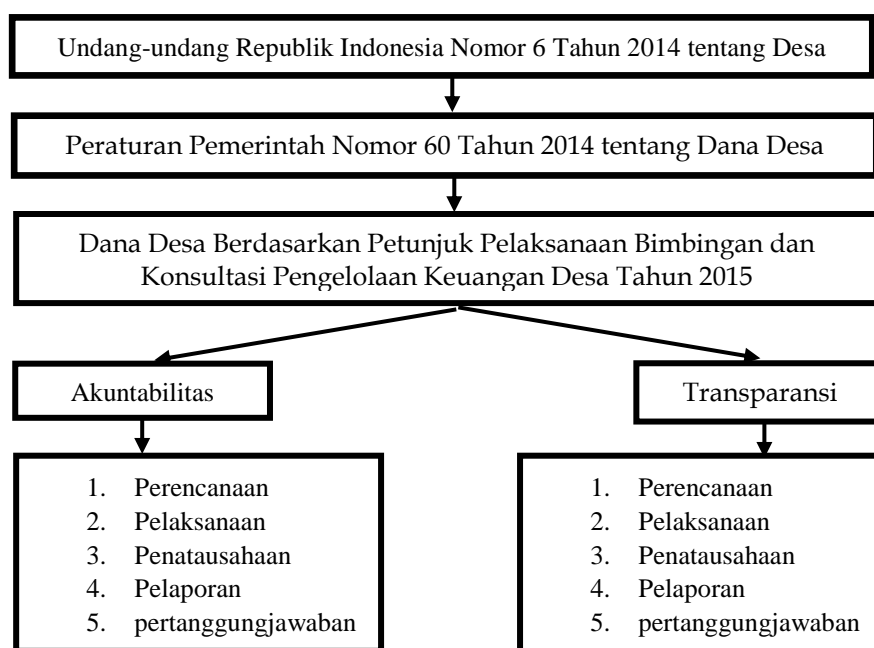 Undang-undang Republik Indonesia Nomor 6 Tahun 2014 tentang Desa
Peraturan Pemerintah Nomor 60 Tahun 2014 tentang Dana Desa
Dana Desa Berdasarkan Petunjuk Pelaksanaan Bimbingan dan
Konsultasi Pengelolaan Keuangan Desa Tahun 2015
Akuntabilitas
Transparansi
1. Perencanaan
2. Pelaksanaan
3. Penatausahaan
4. Pelaporan
5. pertanggungjawaban
1. Perencanaan
2. Pelaksanaan
3. Penatausahaan
4. Pelaporan
5. pertanggungjawaban